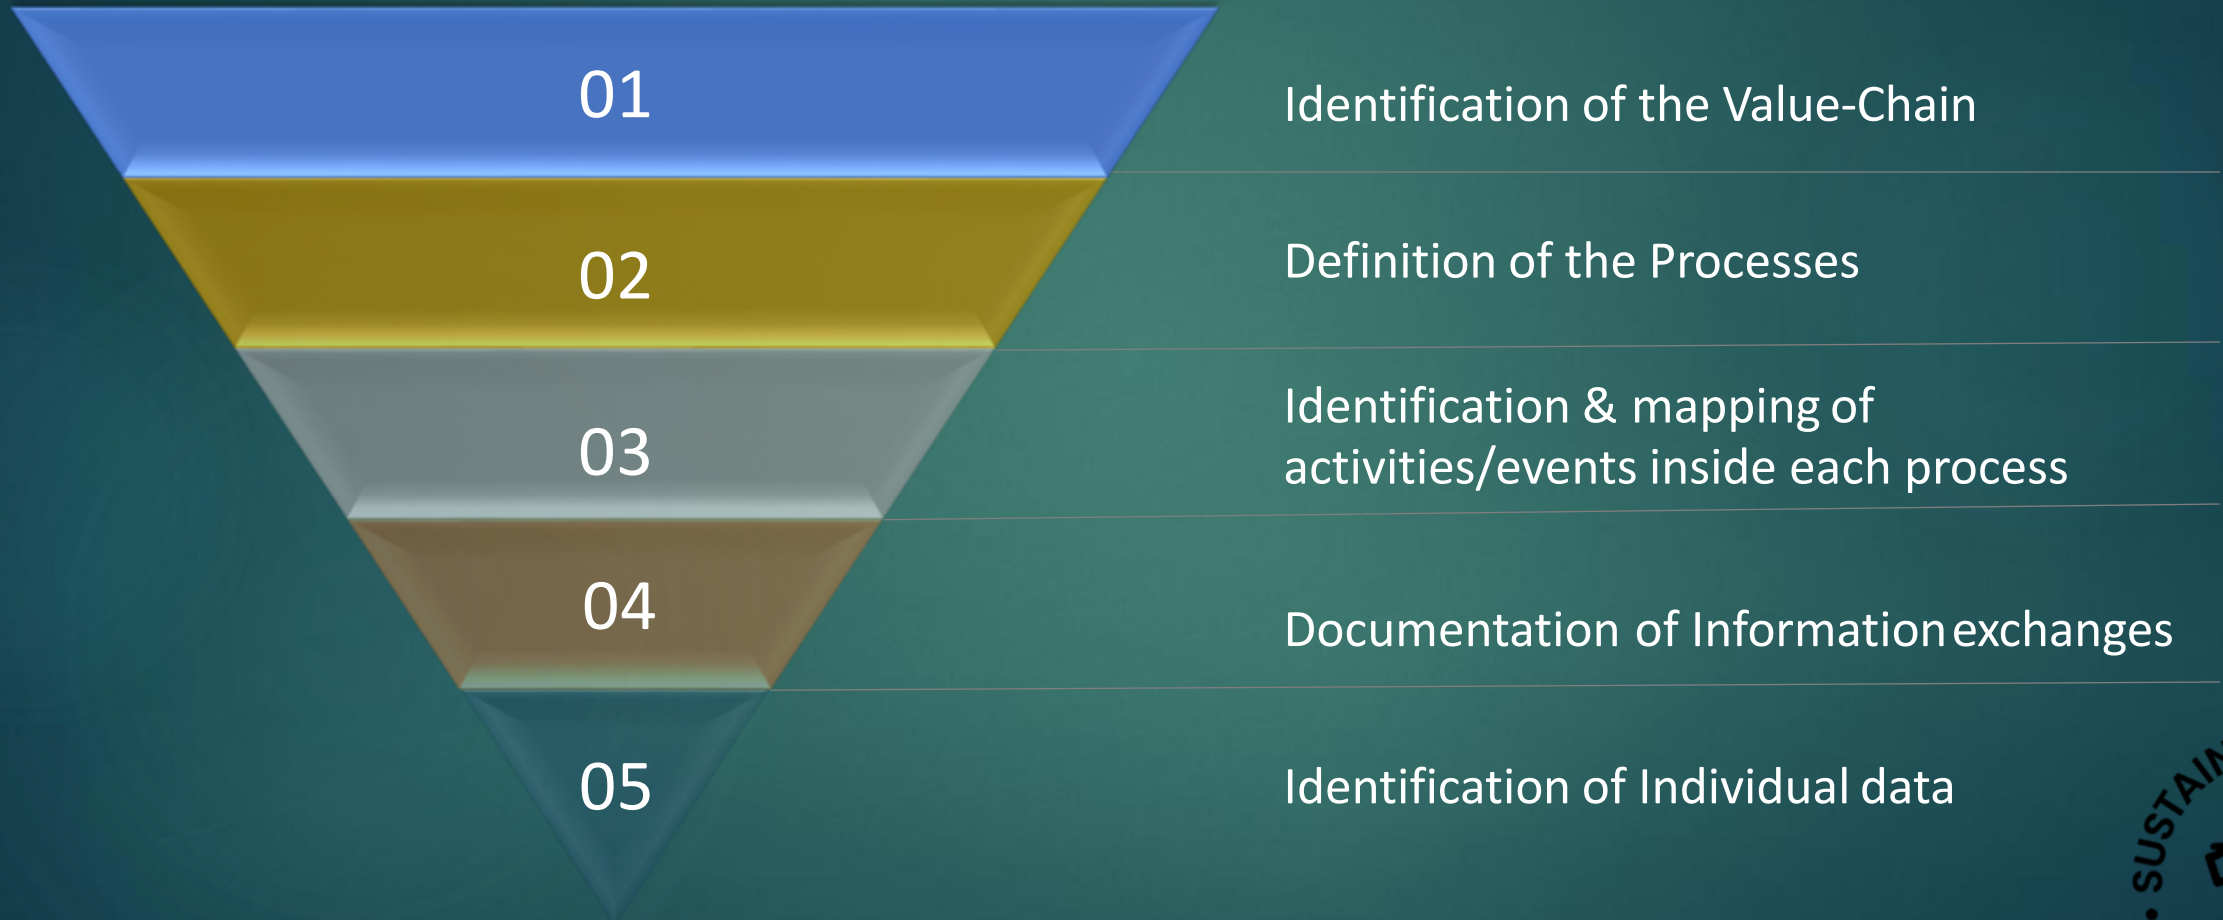 01
Identification of the Value-Chain
02
Definition of the Processes
03
Identification & mapping of
activities/events inside each process
04
Documentation of Information exchanges
05
Identification of Individual data